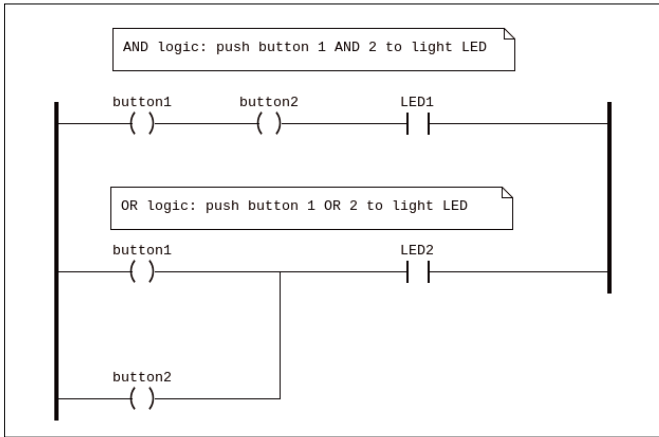 AND logic: push button 1 AND 2 to light LED
button1 button2 LED1
OR logic: push button 1 OR 2 to light LED
button1 LED2
button2